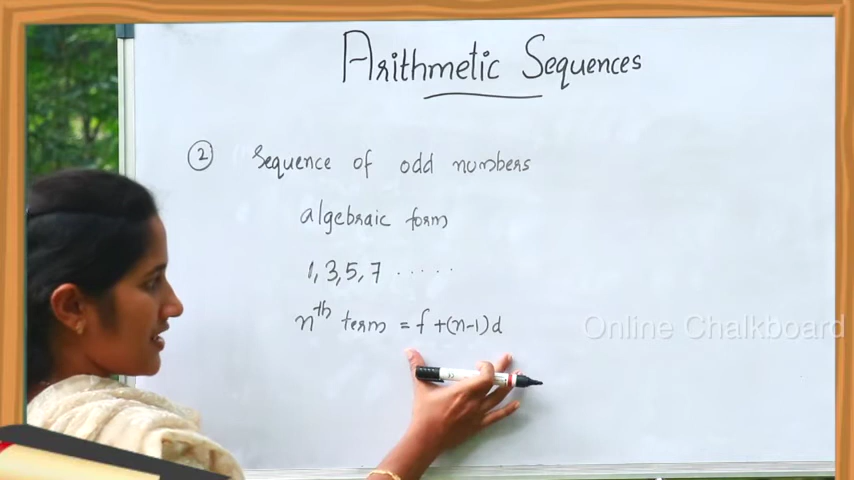 Arithmetic Sequences
2 Sequence of odd numbers
algebraic form
1, 3, 5, 7 .....
nth term = f + (n-1) d
Online Chalkboard